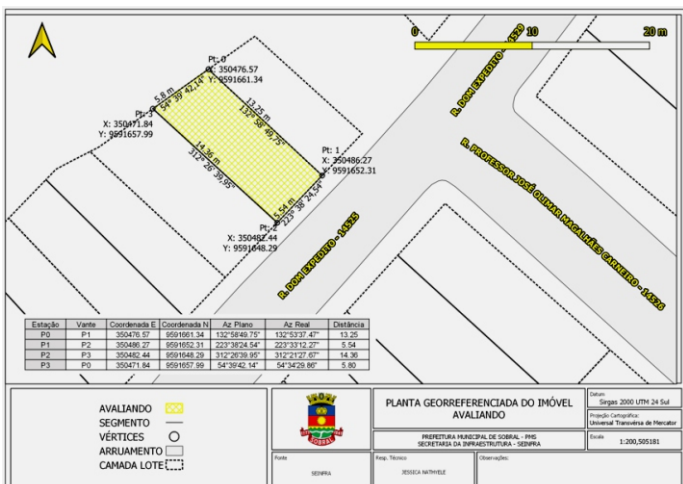 0 10 20 m
Pt: 0
X: 350476.57
Y: 9591661.34
5.8 m
54° 39' 42,14"
13,25 m
132° 58' 49,75"
Pt: 3
X: 350471.84
Y: 9591657.99
14,36 m
312° 26' 39,95"
Pt: 1
X: 350486.27
Y: 9591652.31
5,54 m
223° 38' 24,54"
Pt: 2
X: 350482.44
Y: 9591648.29
R. DOM EXPEDITO - 14529
R. PROFESSOR JOSÉ OLIMAR MAGALHÃES CARNEIRO - 14526
R. DOM EXPEDITO - 14525
Estação Vante Coordenada E Coordenada N Az Plano Az Real Distância
P0 P1 350476.57 9591661.34 132°58'49.75" 132°53'37.47" 13.25
P1 P2 350486.27 9591652.31 223°38'24.54" 223°33'12.27" 5.54
P2 P3 350482.44 9591648.29 312°26'39.95" 312°21'27.67" 14.36
P3 P0 350471.84 9591657.99 54°39'42.14" 54°34'29.86" 5.80
AVALIANDO
SEGMENTO
VÉRTICES
ARRUAMENTO
CAMADA LOTE
SOBRAL
PLANTA GEORREFERENCIADA DO IMÓVEL
AVALIANDO
PREFEITURA MUNICIPAL DE SOBRAL - PMS
SECRETARIA DA INFRAESTRUTURA - SEINFRA
Datum
Sirgas 2000 UTM 24 Sul
Projeção Cartográfica:
Universal Transversa de Mercator
Escala
1:200,505181
Fonte
SEINFRA
Resp. Técnico
JESSICA NATHYELE
Observações: